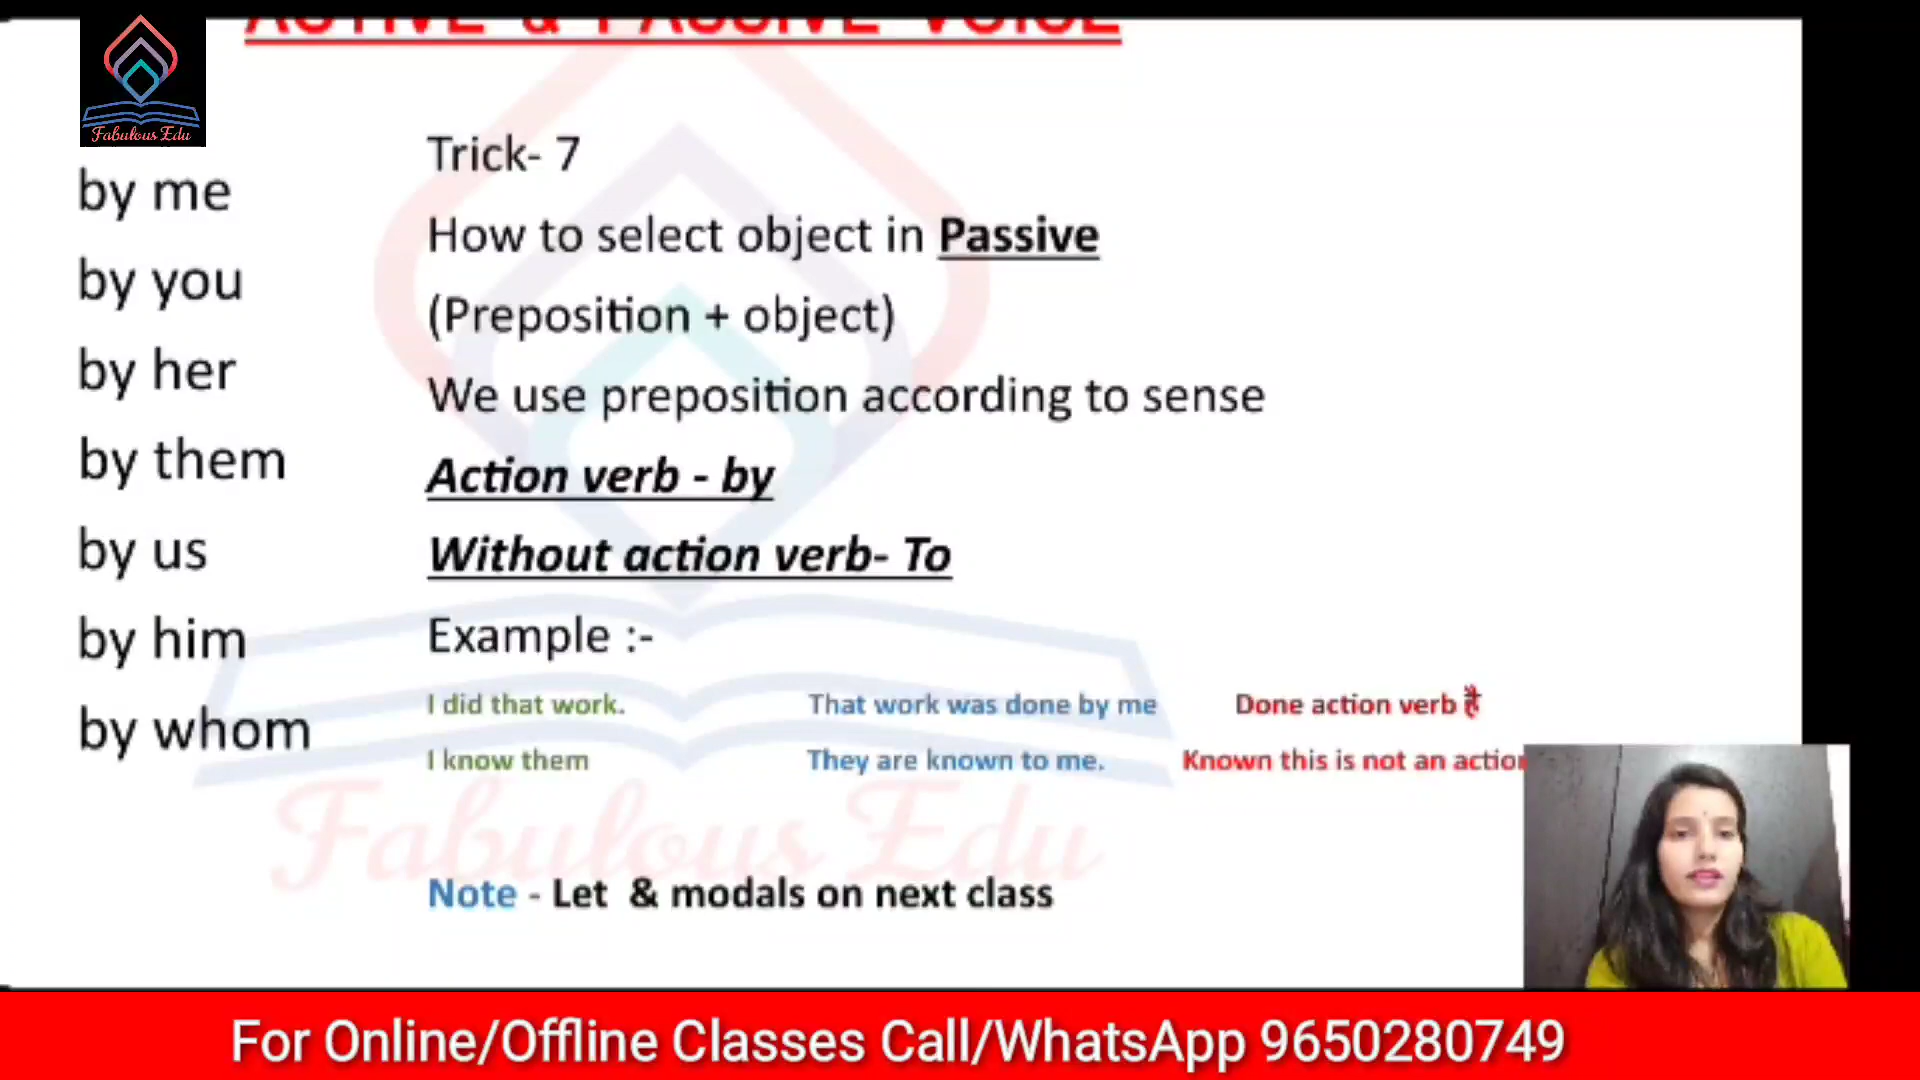 ACTIVE & PASSIVE VOICE
Fabulous Edu
by me
by you
by her
by them
by us
by him
by whom
Trick- 7
How to select object in Passive
(Preposition + object)
We use preposition according to sense
Action verb - by
Without action verb- To
Example :-
I did that work. That work was done by me Done action verb है
I know them They are known to me. Known this is not an action
Fabulous Edu
Note - Let & modals on next class
For Online/Offline Classes Call/WhatsApp 9650280749